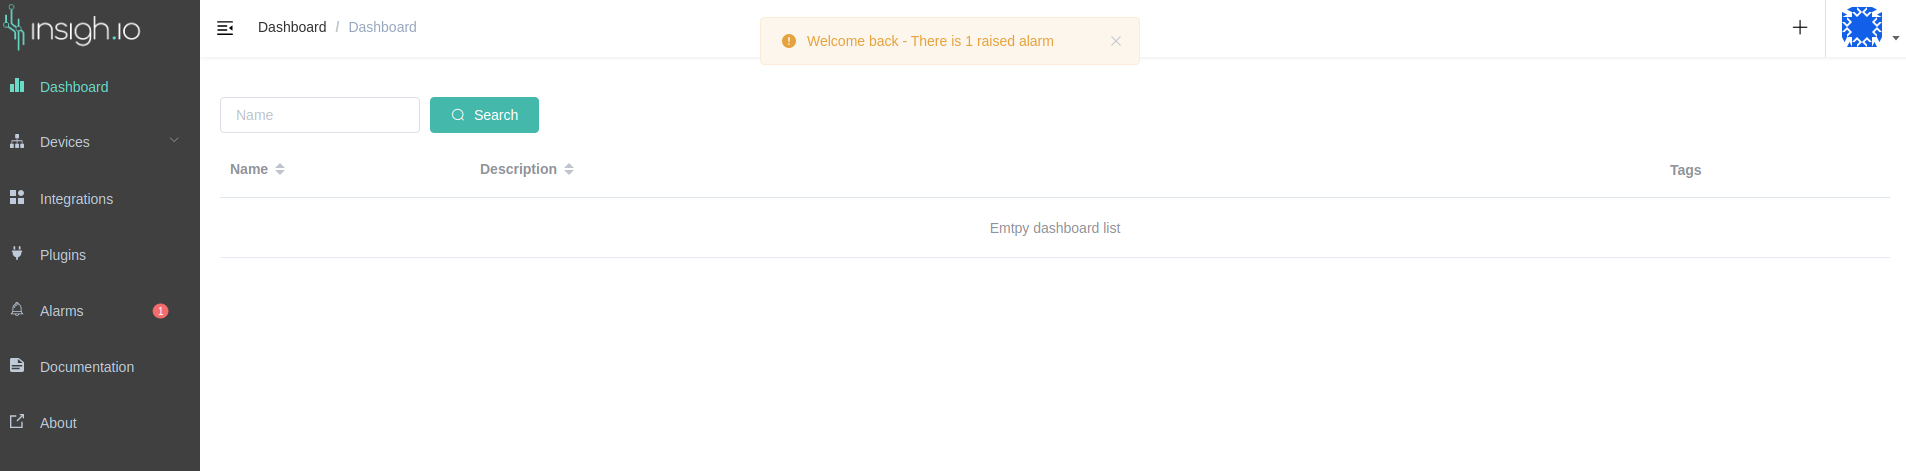 insigh.io
Dashboard / Dashboard
Welcome back - There is 1 raised alarm
Dashboard
Devices
Integrations
Plugins
Alarms 1
Documentation
About
Name Search
Name Description Tags
Emtpy dashboard list